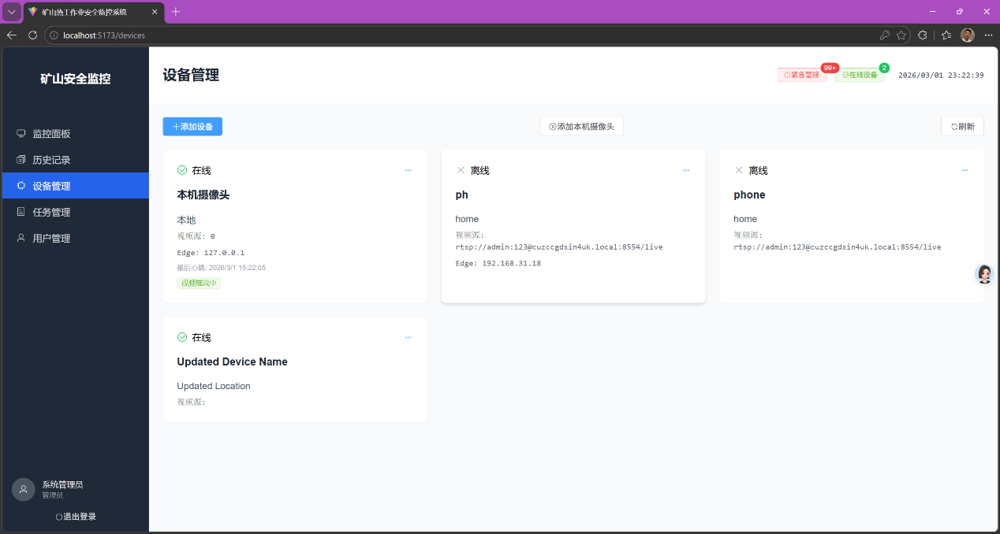 矿山热工作业安全监控系统
localhost:5173/devices
矿山安全监控
监控面板
历史记录
设备管理
任务管理
用户管理
系统管理员
管理员
退出登录
设备管理
紧急警报
99+
在线设备
2
2026/03/01 23:22:39
+添加设备
添加本机摄像头
刷新
在线
本机摄像头
本地
视频源: 0
Edge: 127.0.0.1
最后心跳: 2026/3/1 15:22:05
视频推流中
离线
ph
home
视频源:
rtsp://admin:123@cuzccgdsin4uk.local:8554/live
Edge: 192.168.31.18
离线
phone
home
视频源:
rtsp://admin:123@cuzccgdsin4uk.local:8554/live
在线
Updated Device Name
Updated Location
视频源: